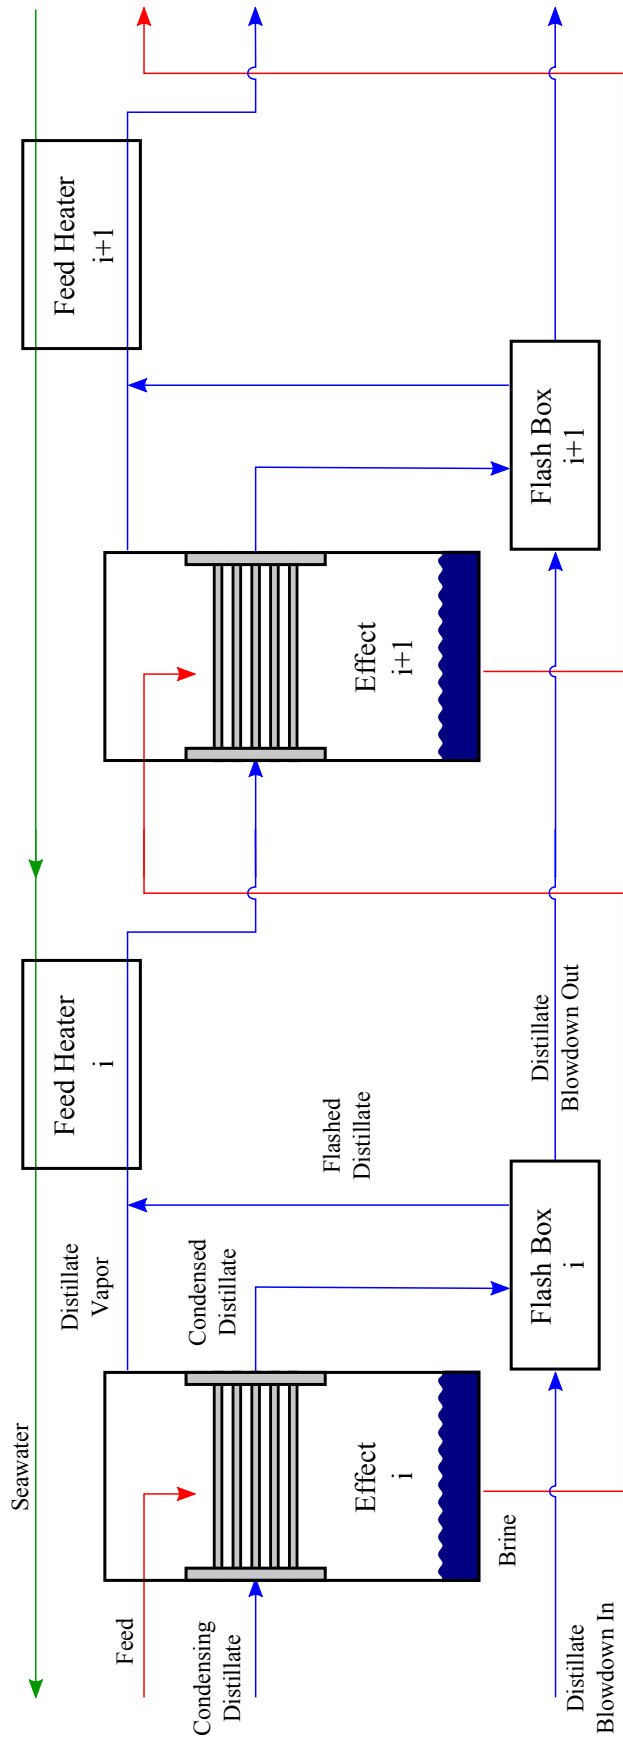 Seawater
Feed Heater
i
Feed Heater
i+1
Distillate
Vapor
Feed
Condensing
Distillate
Condensed
Distillate
Flashed
Distillate
Effect
i
Effect
i+1
Brine
Flash Box
i
Flash Box
i+1
Distillate
Blowdown In
Distillate
Blowdown Out